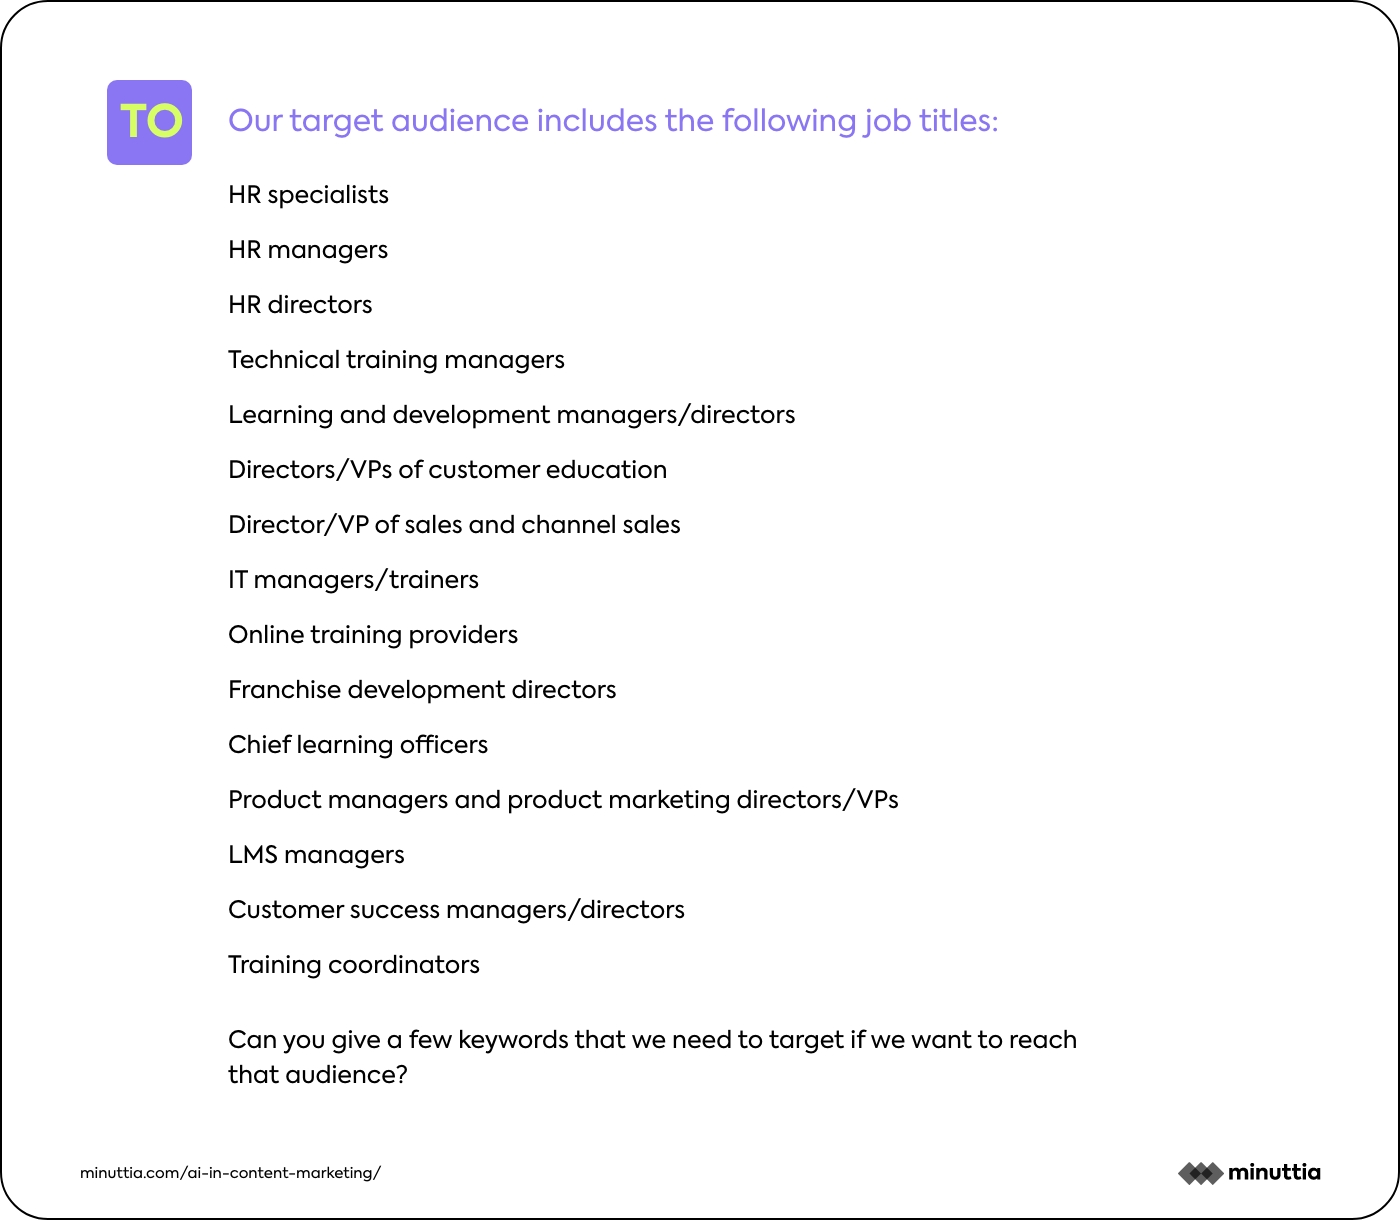 TO
Our target audience includes the following job titles:
HR specialists
HR managers
HR directors
Technical training managers
Learning and development managers/directors
Directors/VPs of customer education
Director/VP of sales and channel sales
IT managers/trainers
Online training providers
Franchise development directors
Chief learning officers
Product managers and product marketing directors/VPs
LMS managers
Customer success managers/directors
Training coordinators
Can you give a few keywords that we need to target if we want to reach
that audience?
minuttia.com/ai-in-content-marketing/
minuttia